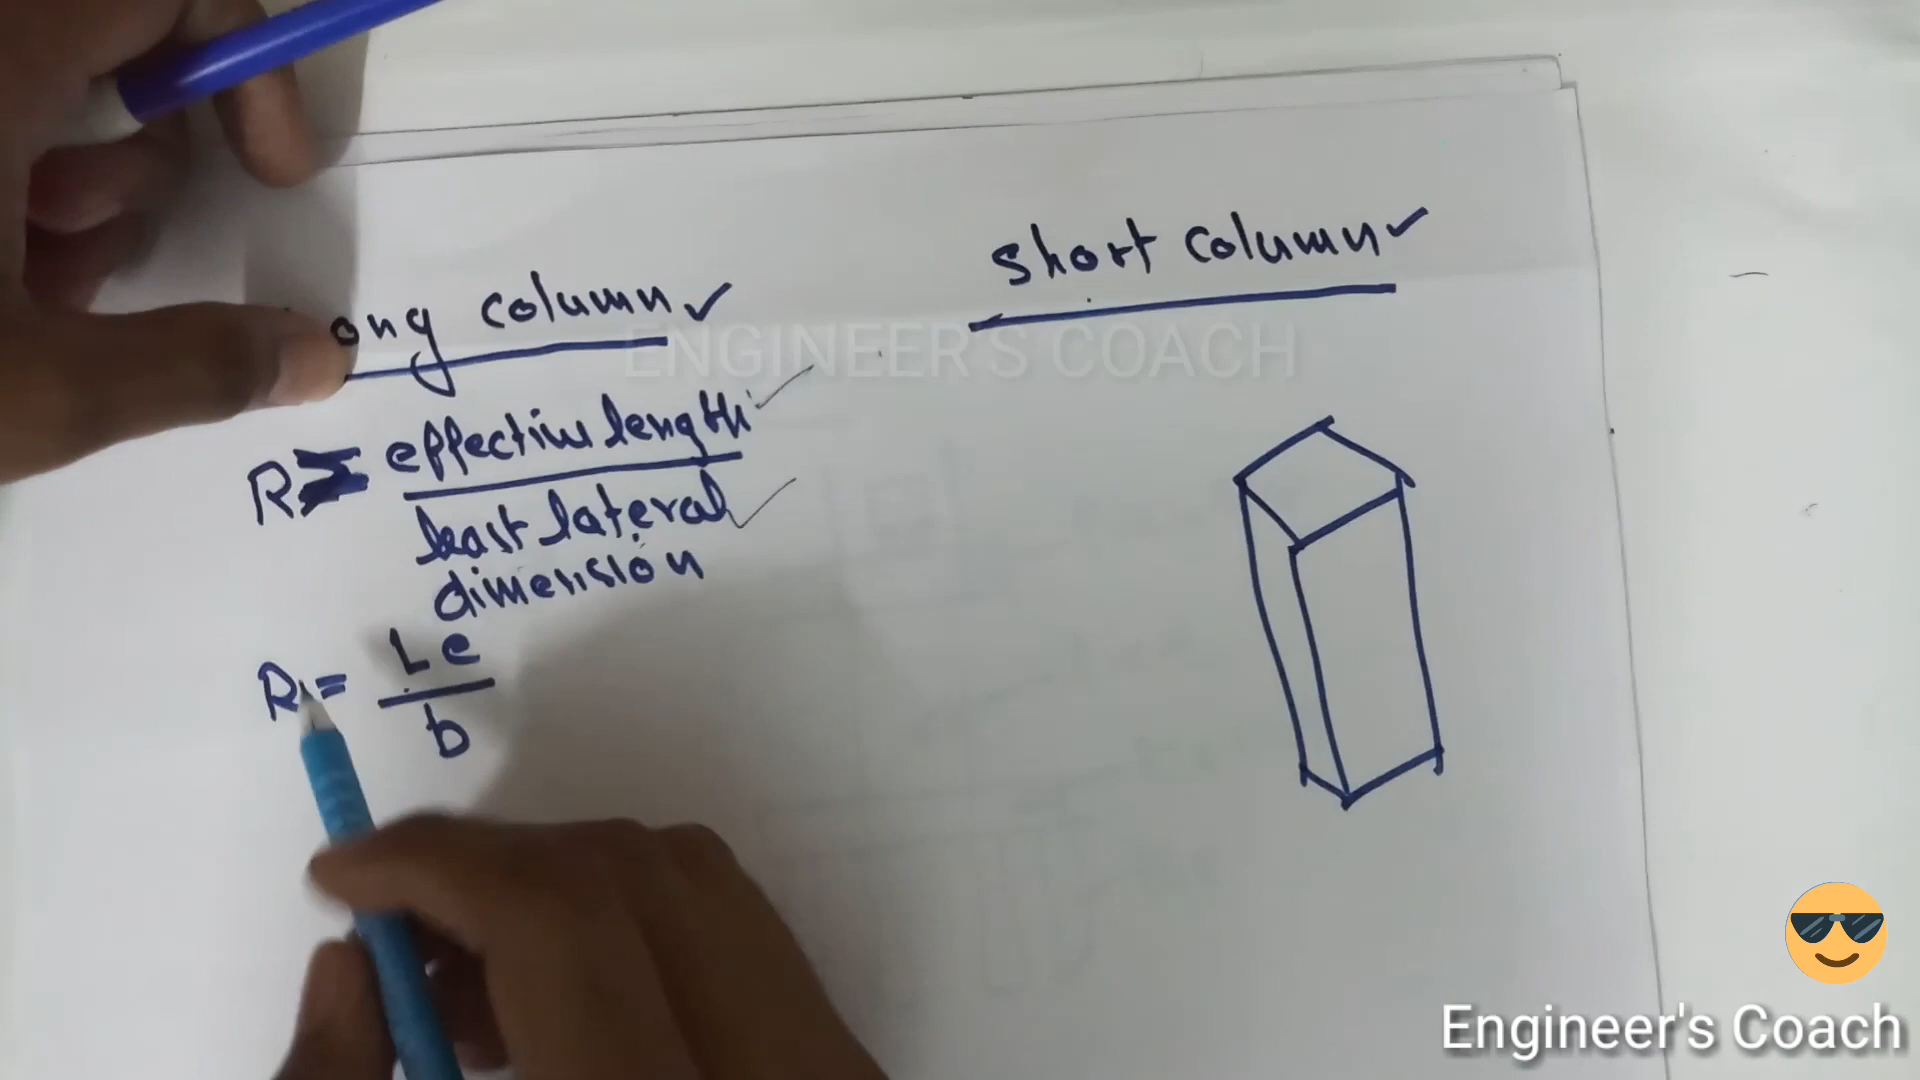 short column
ong column
ENGINEER'S COACH
R = effective length
least lateral
dimension
R = Le
b
Engineer's Coach